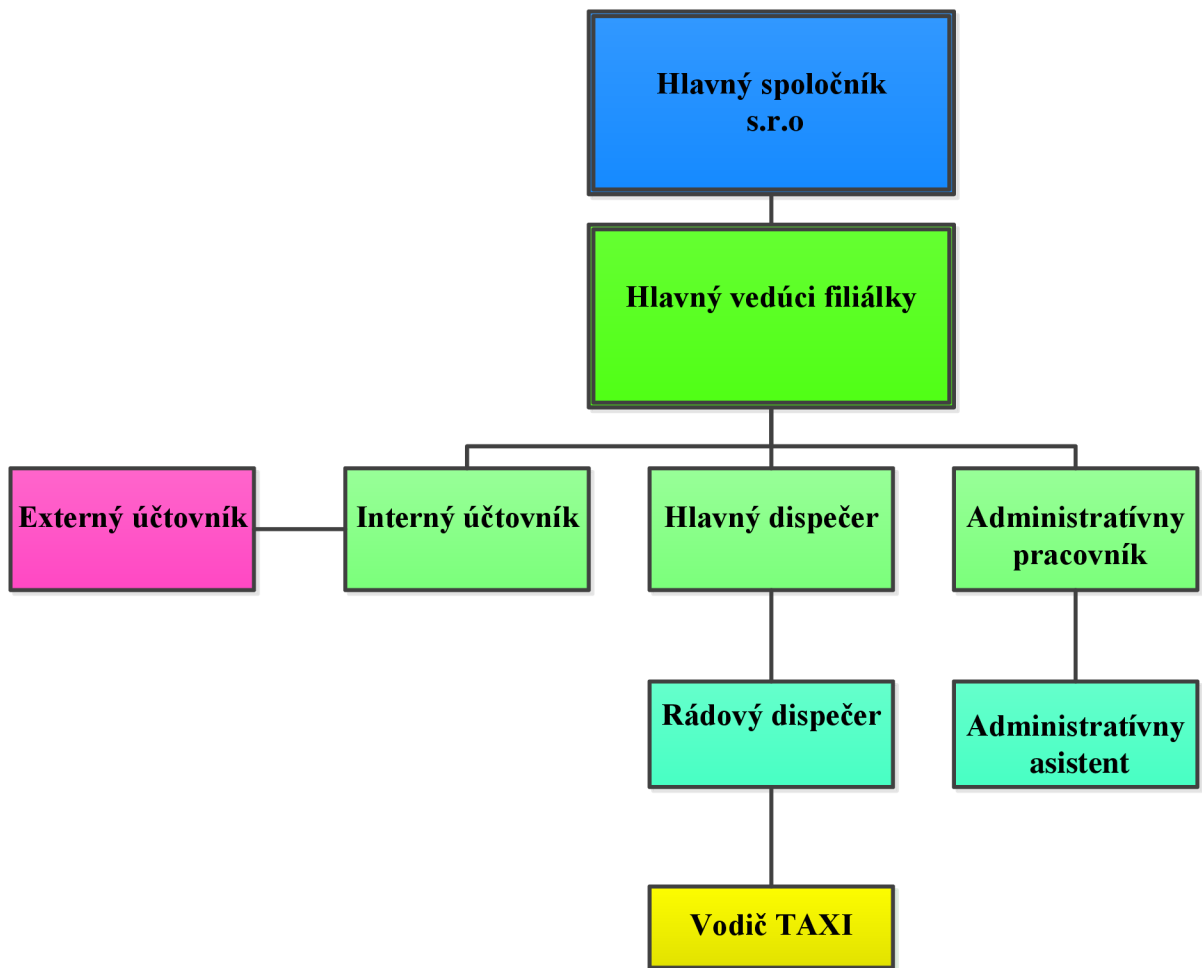 Hlavný spoločník
s.r.o
Hlavný vedúci filiálky
Externý účtovník
Interný účtovník
Hlavný dispečer
Administratívny
pracovník
Rádový dispečer
Administratívny
asistent
Vodič TAXI